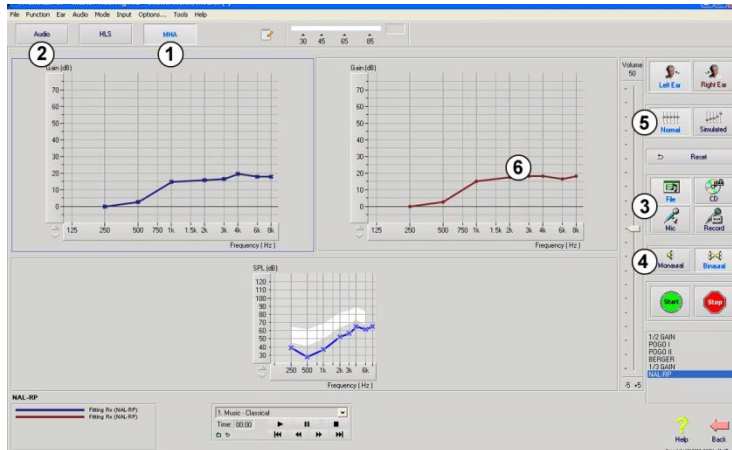 File Function Ear Audio Mode Input Options... Tools Help
Audio HLS MHA
30 45 65 85
2 1
Gain (dB)
70
60
50
40
30
20
10
0
125 250 500 750 1k 1.5k 2k 3k 4k 6k 8k
Frequency ( Hz )
Gain (dB)
70
60
50
40
30
20
10
0
6
125 250 500 750 1k 1.5k 2k 3k 4k 6k 8k
Frequency ( Hz )
SPL (dB)
120
110
100
90
80
70
60
50
40
30
250 500 1k 2k 3k 6k
Frequency ( Hz )
Volume
50
-5 +5
Left Ear Right Ear
5
Normal Simulated
Reset
3
File CD
Mic Record
4
Monaural Binaural
Start Stop
1/2 GAIN
POGO I
POGO II
BERGER
1/3 GAIN
NAL-RP
NAL-RP
Fitting Rx (NAL-RP)
Fitting Rx (NAL-RP)
1. Music - Classical
Time: 00:00
Help Back